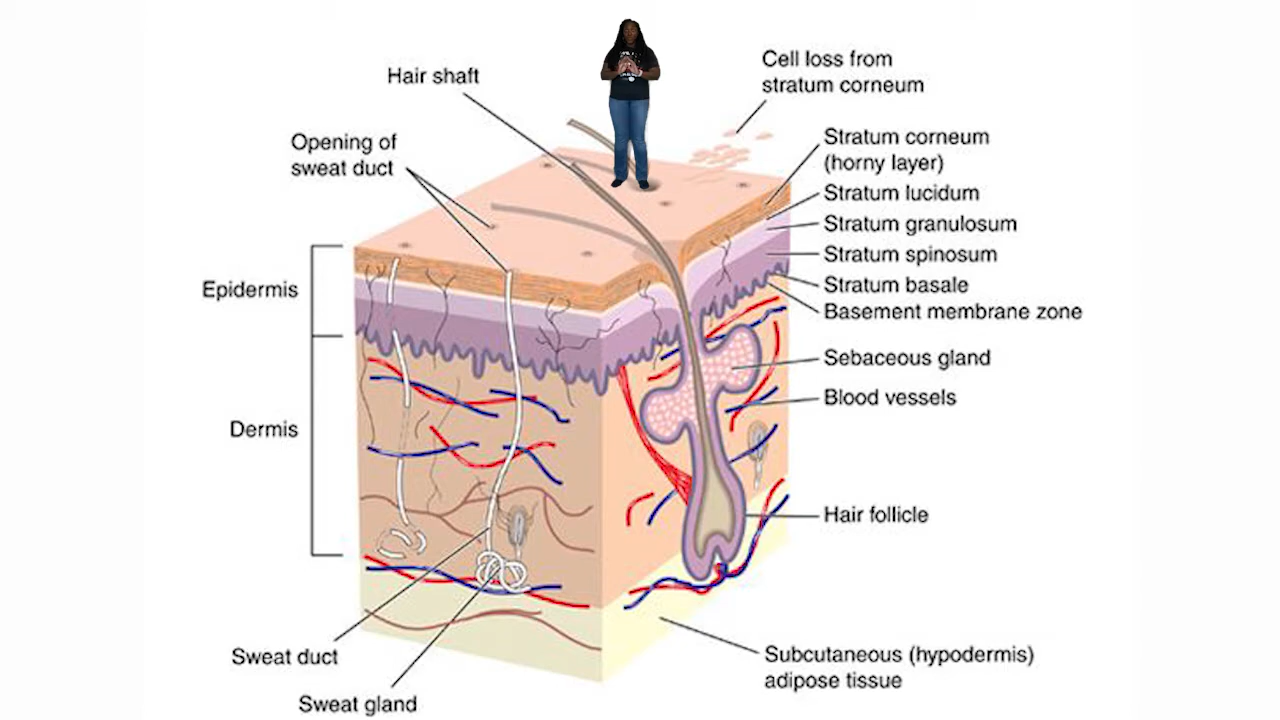 Hair shaft
Cell loss from
stratum corneum
Opening of
sweat duct
Stratum corneum
(horny layer)
Stratum lucidum
Stratum granulosum
Stratum spinosum
Stratum basale
Basement membrane zone
Epidermis
Sebaceous gland
Blood vessels
Dermis
Hair follicle
Sweat duct
Sweat gland
Subcutaneous (hypodermis)
adipose tissue